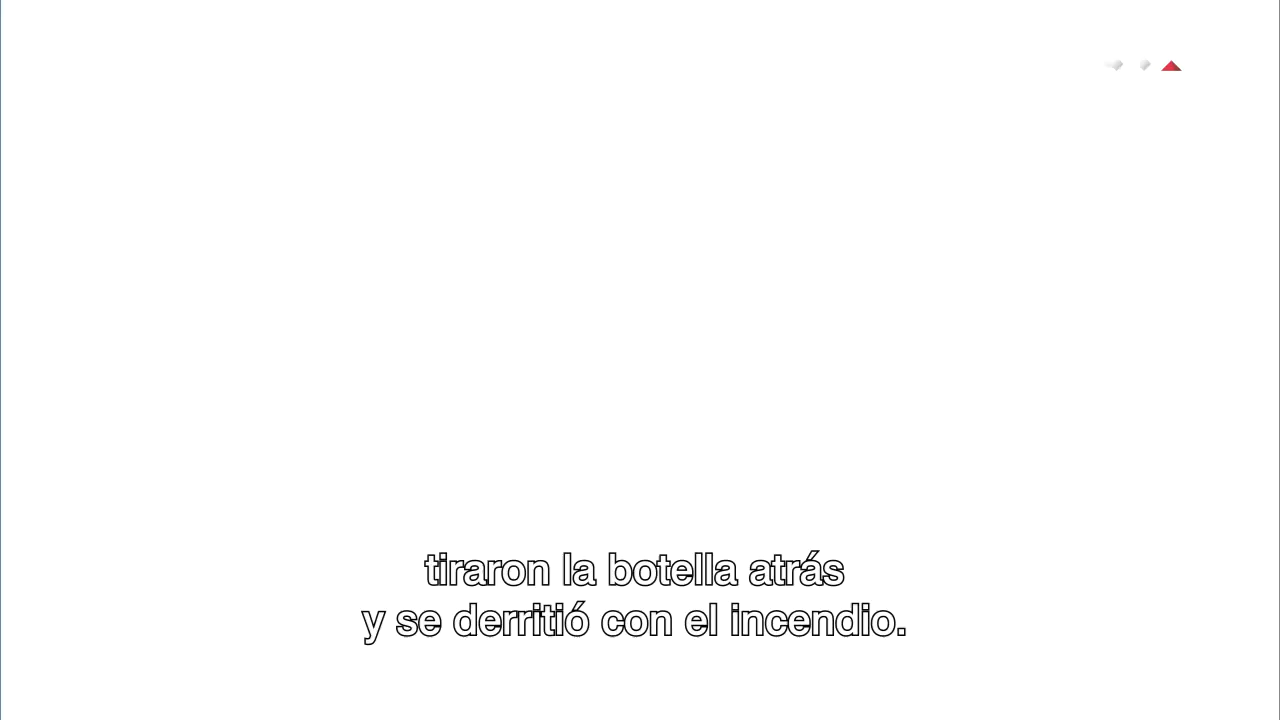 tiraron la botella atrás
y se derritió con el incendio.